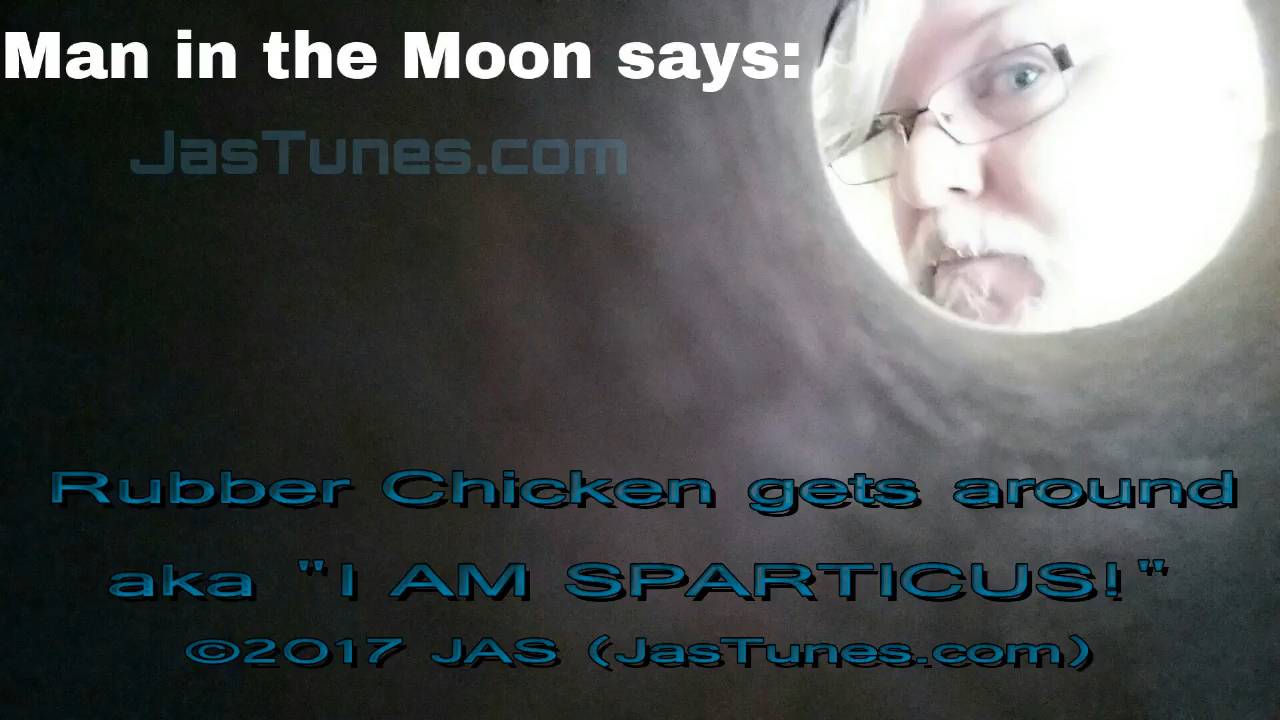 Man in the Moon says:
JasTunes.com
Rubber Chicken gets around
aka "I AM SPARTICUS!"
©2017 JAS (JasTunes.com)